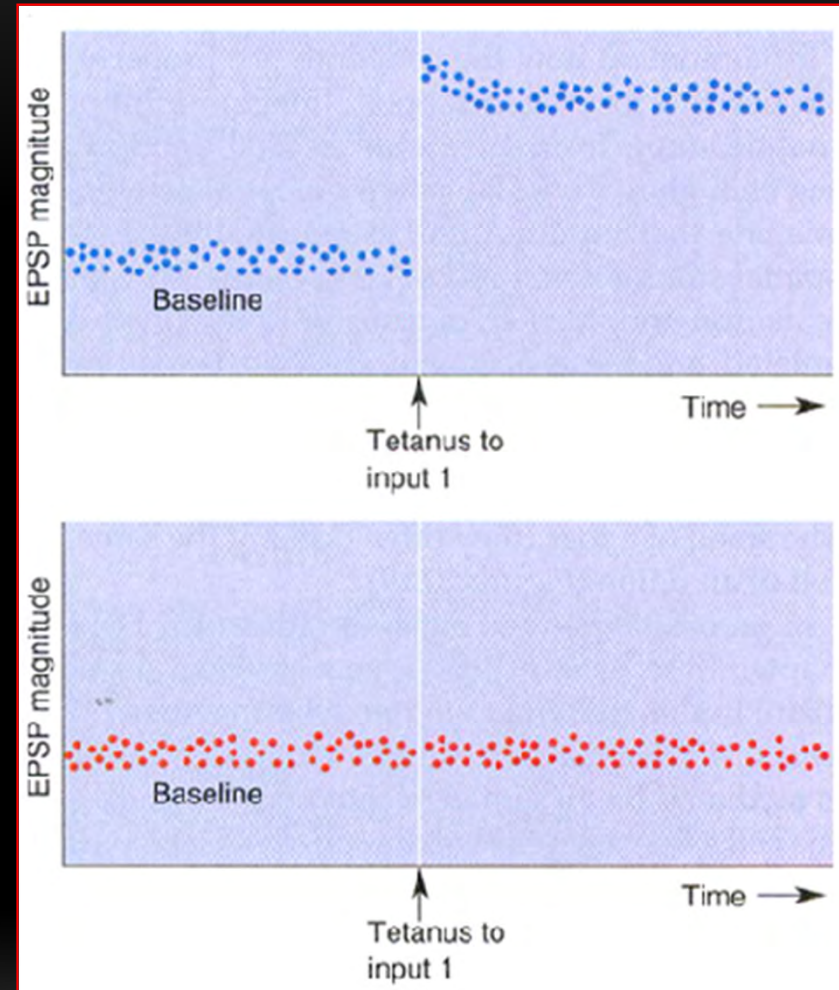 EPSP magnitude
Baseline
Time
Tetanus to
input 1
EPSP magnitude
Baseline
Time
Tetanus to
input 1